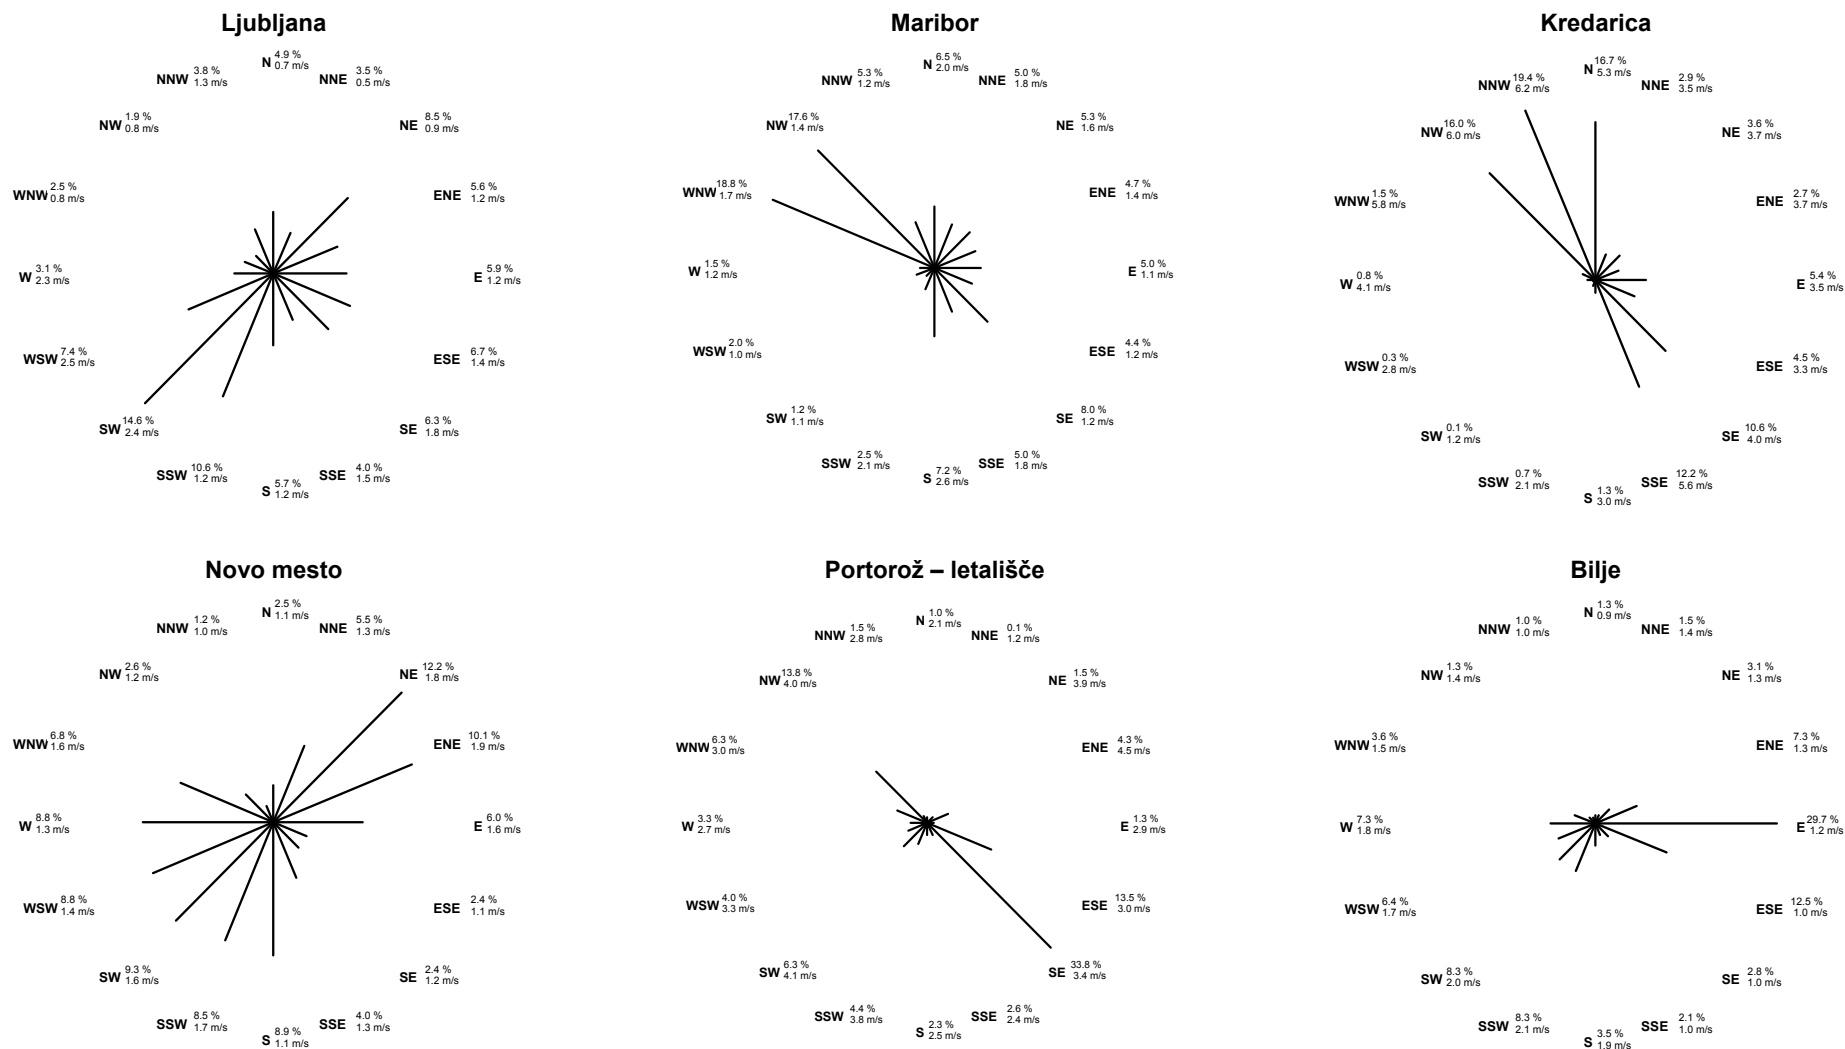 Ljubljana
N 4.9 %
0.7 m/s
NNE 3.5 %
0.5 m/s
NE 8.5 %
0.9 m/s
ENE 5.6 %
1.2 m/s
E 5.9 %
1.2 m/s
ESE 6.7 %
1.4 m/s
SE 6.3 %
1.8 m/s
SSE 4.0 %
1.5 m/s
S 5.7 %
1.2 m/s
SSW 10.6 %
1.2 m/s
SW 14.6 %
2.4 m/s
WSW 7.4 %
2.5 m/s
W 3.1 %
2.3 m/s
WNW 2.5 %
0.8 m/s
NW 1.9 %
0.8 m/s
NNW 3.8 %
1.3 m/s
Maribor
N 6.5 %
2.0 m/s
NNE 5.0 %
1.8 m/s
NE 5.3 %
1.6 m/s
ENE 4.7 %
1.4 m/s
E 5.0 %
1.1 m/s
ESE 4.4 %
1.2 m/s
SE 8.0 %
1.2 m/s
SSE 5.0 %
1.8 m/s
S 7.2 %
2.6 m/s
SSW 2.5 %
2.1 m/s
SW 1.2 %
1.1 m/s
WSW 2.0 %
1.0 m/s
W 1.5 %
1.2 m/s
WNW 18.8 %
1.7 m/s
NW 17.6 %
1.4 m/s
NNW 5.3 %
1.2 m/s
Kredarica
N 16.7 %
5.3 m/s
NNE 2.9 %
3.5 m/s
NE 3.6 %
3.7 m/s
ENE 2.7 %
3.7 m/s
E 5.4 %
3.5 m/s
ESE 4.5 %
3.3 m/s
SE 10.6 %
4.0 m/s
SSE 12.2 %
5.6 m/s
S 1.3 %
3.0 m/s
SSW 0.7 %
2.1 m/s
SW 0.1 %
1.2 m/s
WSW 0.3 %
2.8 m/s
W 0.8 %
4.1 m/s
WNW 1.5 %
5.8 m/s
NW 16.0 %
6.0 m/s
NNW 19.4 %
6.2 m/s
Novo mesto
N 2.5 %
1.1 m/s
NNE 5.5 %
1.3 m/s
NE 12.2 %
1.8 m/s
ENE 10.1 %
1.9 m/s
E 6.0 %
1.6 m/s
ESE 2.4 %
1.1 m/s
SE 2.4 %
1.2 m/s
SSE 4.0 %
1.3 m/s
S 8.9 %
1.1 m/s
SSW 8.5 %
1.7 m/s
SW 9.3 %
1.6 m/s
WSW 8.8 %
1.4 m/s
W 8.8 %
1.3 m/s
WNW 6.8 %
1.6 m/s
NW 2.6 %
1.2 m/s
NNW 1.2 %
1.0 m/s
Portorož – letališče
N 1.0 %
2.1 m/s
NNE 0.1 %
1.2 m/s
NE 1.5 %
3.9 m/s
ENE 4.3 %
4.5 m/s
E 1.3 %
2.9 m/s
ESE 13.5 %
3.0 m/s
SE 33.8 %
3.4 m/s
SSE 2.6 %
2.4 m/s
S 2.3 %
2.5 m/s
SSW 4.4 %
3.8 m/s
SW 6.3 %
4.1 m/s
WSW 4.0 %
3.3 m/s
W 3.3 %
2.7 m/s
WNW 6.3 %
3.0 m/s
NW 13.8 %
4.0 m/s
NNW 1.5 %
2.8 m/s
Bilje
N 1.3 %
0.9 m/s
NNE 1.5 %
1.4 m/s
NE 3.1 %
1.3 m/s
ENE 7.3 %
1.3 m/s
E 29.7 %
1.2 m/s
ESE 12.5 %
1.0 m/s
SE 2.8 %
1.0 m/s
SSE 2.1 %
1.0 m/s
S 3.5 %
1.9 m/s
SSW 8.3 %
2.1 m/s
SW 8.3 %
2.0 m/s
WSW 6.4 %
1.7 m/s
W 7.3 %
1.8 m/s
WNW 3.6 %
1.5 m/s
NW 1.3 %
1.4 m/s
NNW 1.0 %
1.0 m/s